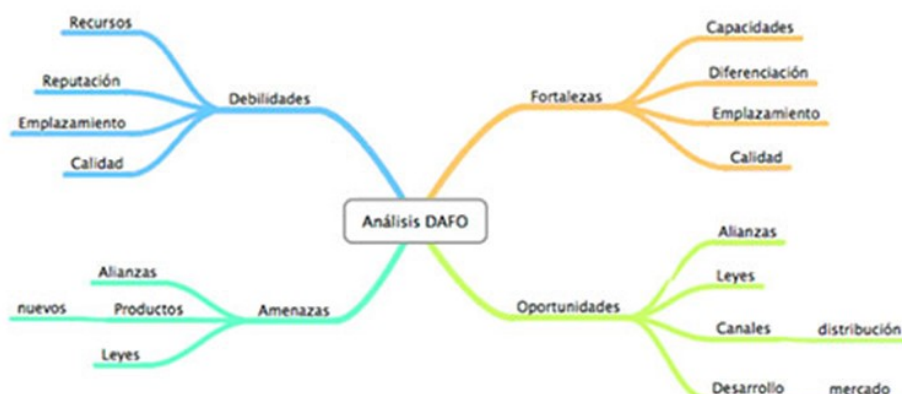 Recursos
Reputación
Emplazamiento
Calidad
Debilidades
Fortalezas
Capacidades
Diferenciación
Emplazamiento
Calidad
Análisis DAFO
Alianzas
nuevos Productos
Leyes
Amenazas
Oportunidades
Alianzas
Leyes
Canales distribución
Desarrollo mercado